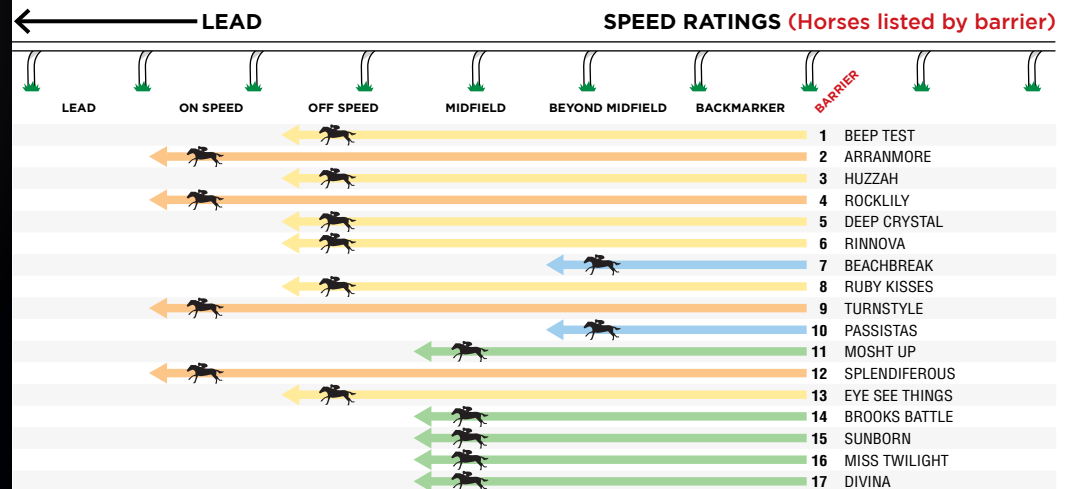 LEAD SPEED RATINGS (Horses listed by barrier)
LEAD ON SPEED OFF SPEED MIDFIELD BEYOND MIDFIELD BACKMARKER BARRIER
1 BEEP TEST
2 ARRANMORE
3 HUZZAH
4 ROCKLILY
5 DEEP CRYSTAL
6 RINNOVA
7 BEACHBREAK
8 RUBY KISSES
9 TURNSTYLE
10 PASSISTAS
11 MOSHT UP
12 SPLENDIFEROUS
13 EYE SEE THINGS
14 BROOKS BATTLE
15 SUNBORN
16 MISS TWILIGHT
17 DIVINA